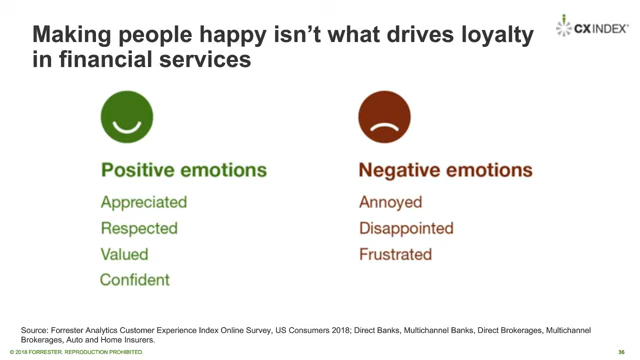 Making people happy isn't what drives loyalty
in financial services
CX INDEX™
Positive emotions
Appreciated
Respected
Valued
Confident
Negative emotions
Annoyed
Disappointed
Frustrated
Source: Forrester Analytics Customer Experience Index Online Survey, US Consumers 2018; Direct Banks, Multichannel Banks, Direct Brokerages, Multichannel
Brokerages, Auto and Home Insurers.
© 2018 FORRESTER. REPRODUCTION PROHIBITED.
36